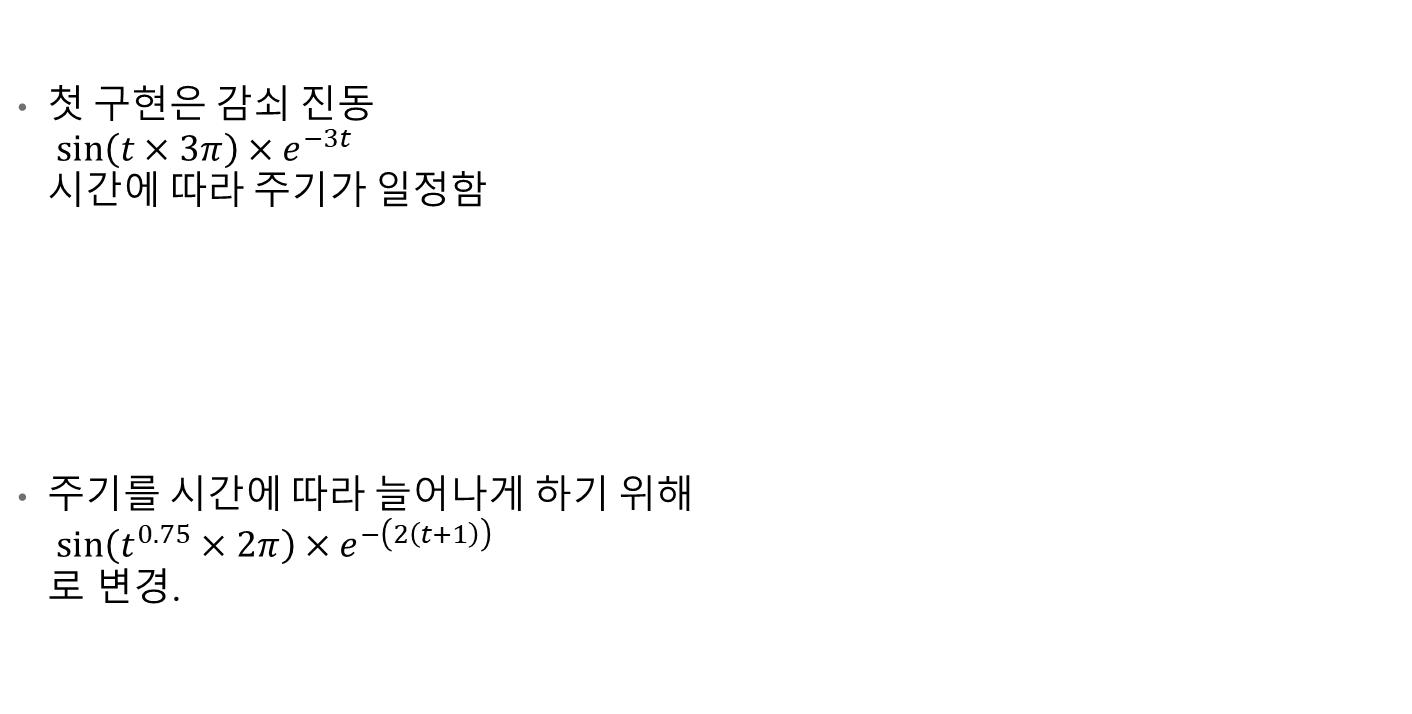 • 첫 구현은 감쇠 진동
sin(t × 3π) × e^{−3t}
시간에 따라 주기가 일정함
• 주기를 시간에 따라 늘어나게 하기 위해
sin(t^{0.75} × 2π) × e^{−(2(t+1))}
로 변경.